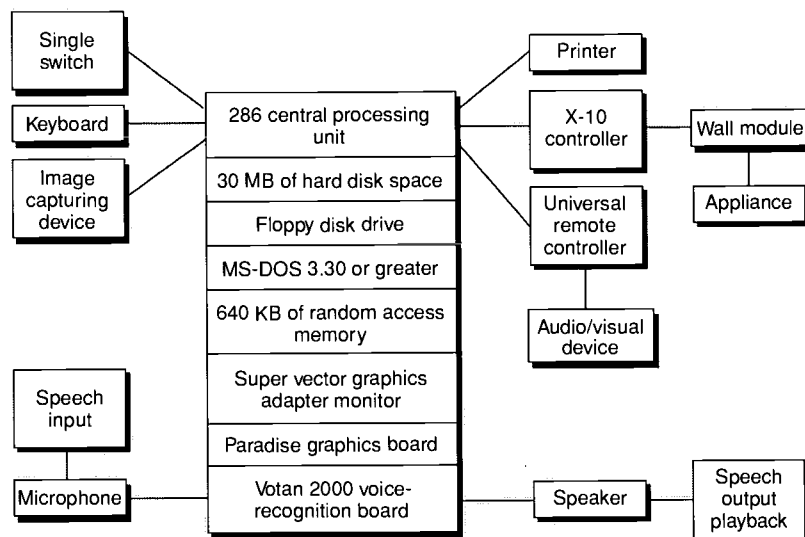 Single
switch
Keyboard
Image
capturing
device
Speech
input
Microphone
286 central processing
unit
30 MB of hard disk space
Floppy disk drive
MS-DOS 3.30 or greater
640 KB of random access
memory
Super vector graphics
adapter monitor
Paradise graphics board
Votan 2000 voice-
recognition board
Printer
X-10
controller
Wall module
Appliance
Universal
remote
controller
Audio/visual
device
Speaker
Speech
output
playback